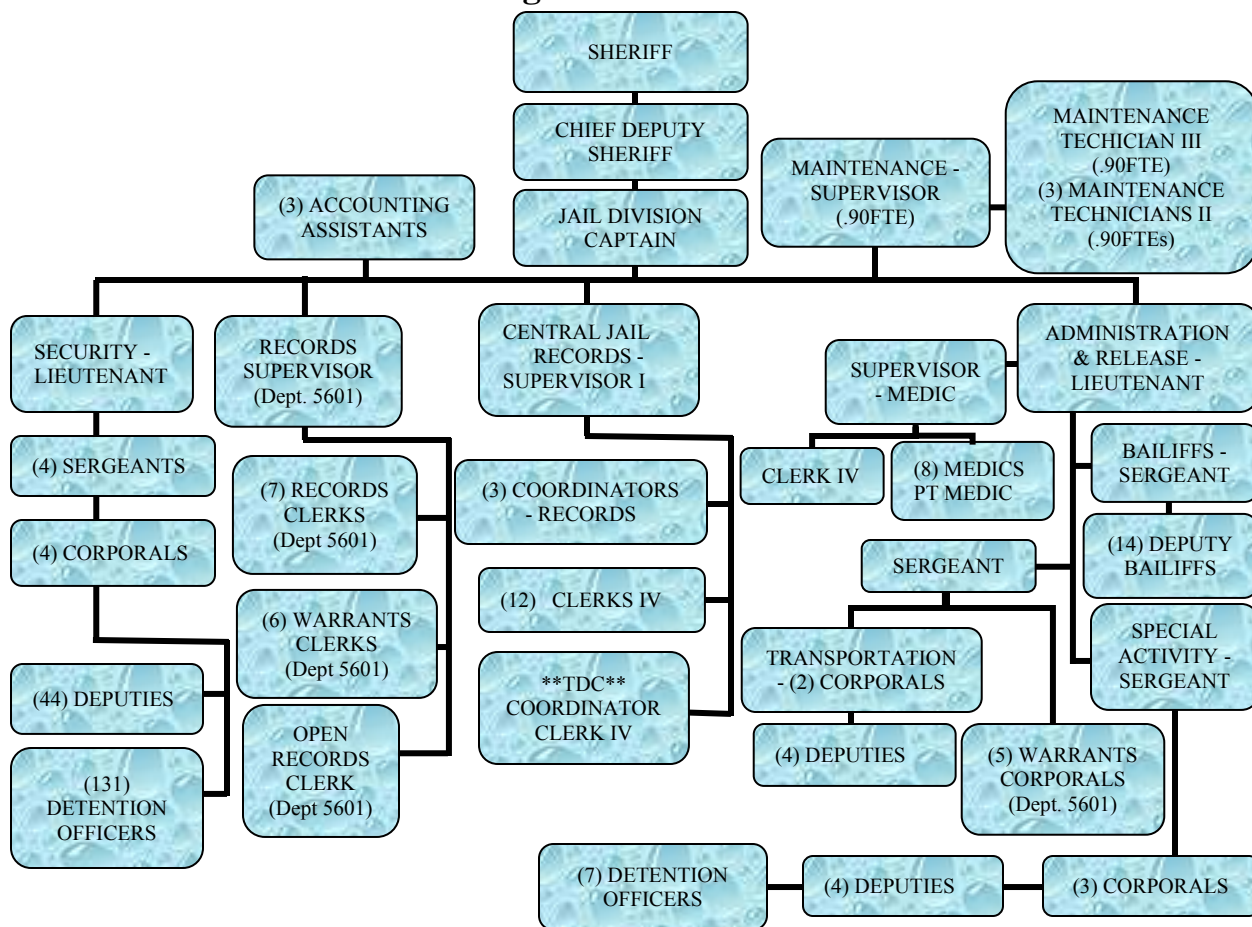 g
SHERIFF
CHIEF DEPUTY
SHERIFF
JAIL DIVISION
CAPTAIN
(3) ACCOUNTING
ASSISTANTS
MAINTENANCE -
SUPERVISOR
(.90FTE)
MAINTENANCE
TECHICIAN III
(.90FTE)
(3) MAINTENANCE
TECHNICIANS II
(.90FTEs)
SECURITY -
LIEUTENANT
(4) SERGEANTS
(4) CORPORALS
(44) DEPUTIES
(131)
DETENTION
OFFICERS
RECORDS
SUPERVISOR
(Dept. 5601)
(7) RECORDS
CLERKS
(Dept 5601)
(6) WARRANTS
CLERKS
(Dept 5601)
OPEN
RECORDS
CLERK
(Dept 5601)
CENTRAL JAIL
RECORDS -
SUPERVISOR I
(3) COORDINATORS
- RECORDS
(12) CLERKS IV
**TDC**
COORDINATOR
CLERK IV
ADMINISTRATION
& RELEASE -
LIEUTENANT
SUPERVISOR
- MEDIC
CLERK IV
(8) MEDICS
PT MEDIC
BAILIFFS -
SERGEANT
(14) DEPUTY
BAILIFFS
SERGEANT
TRANSPORTATION
- (2) CORPORALS
(4) DEPUTIES
(5) WARRANTS
CORPORALS
(Dept. 5601)
SPECIAL
ACTIVITY -
SERGEANT
(3) CORPORALS
(4) DEPUTIES
(7) DETENTION
OFFICERS